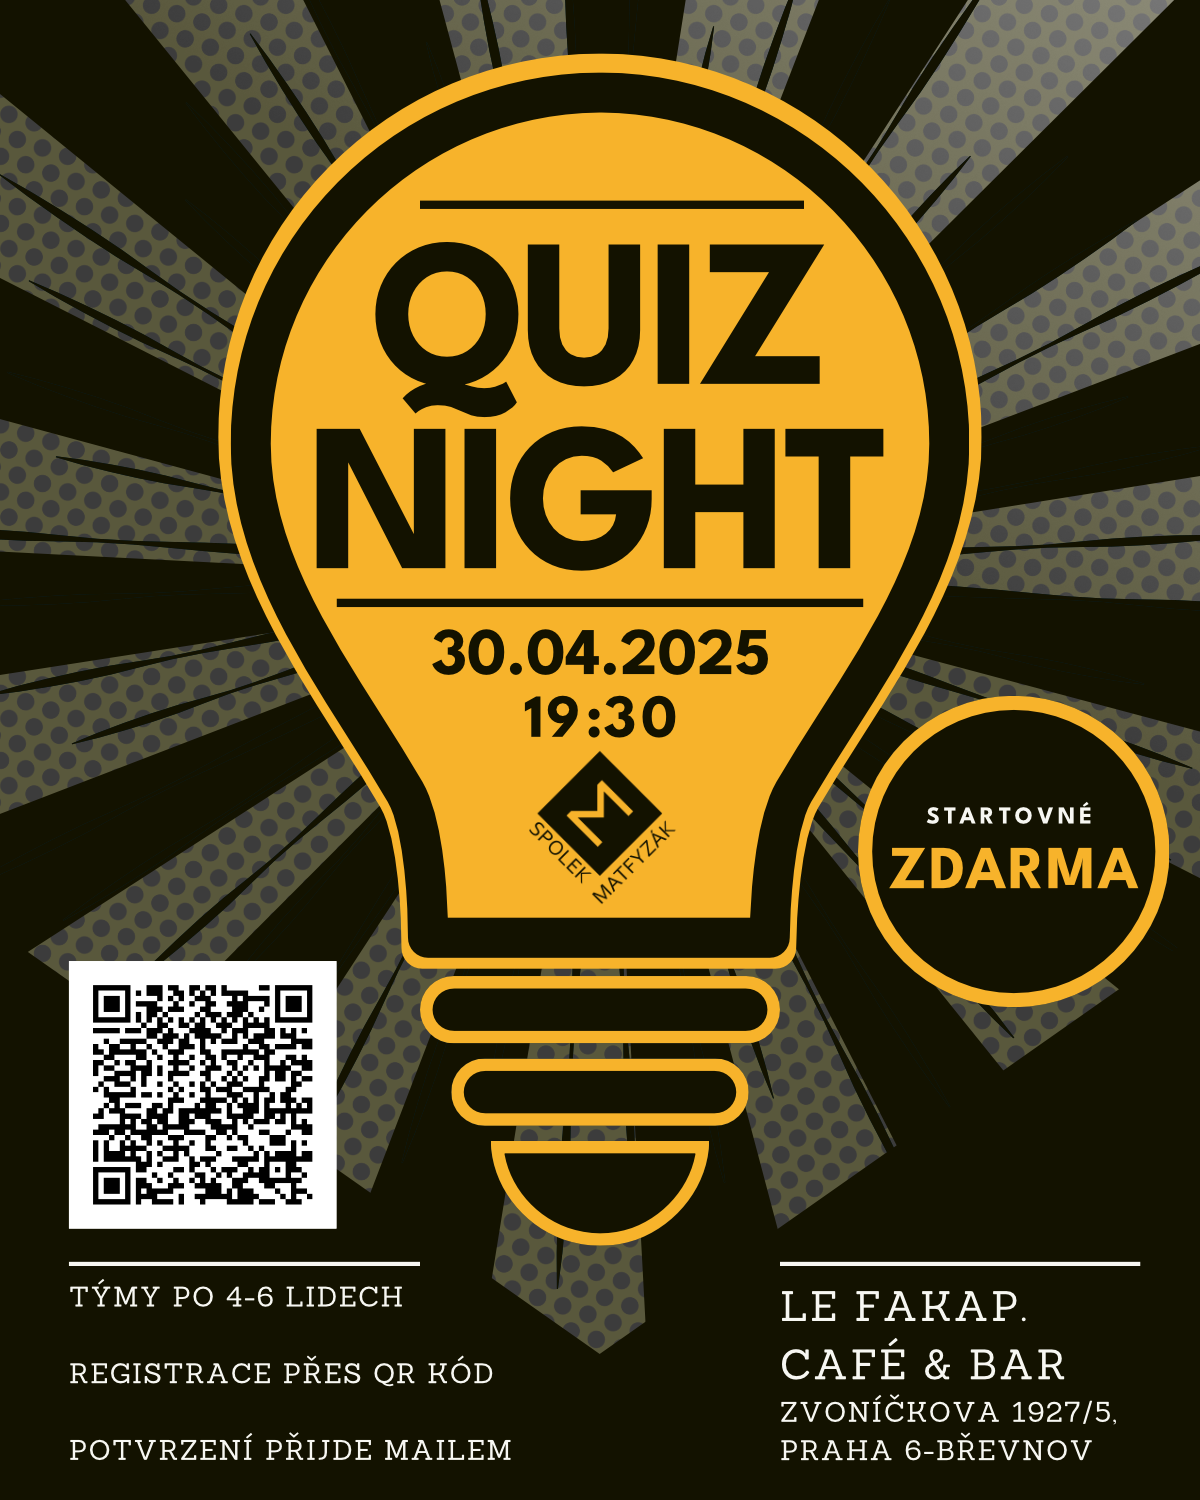 QUIZ
NIGHT
30.04.2025
19:30
M
SPOLEK
MATFYZÁK
STARTOVNÉ
ZDARMA
TÝMY PO 4-6 LIDECH
REGISTRACE PŘES QR KÓD
POTVRZENÍ PŘIJDE MAILEM
LE FAKAP.
CAFÉ & BAR
ZVONÍČKOVA 1927/5,
PRAHA 6-BŘEVNOV